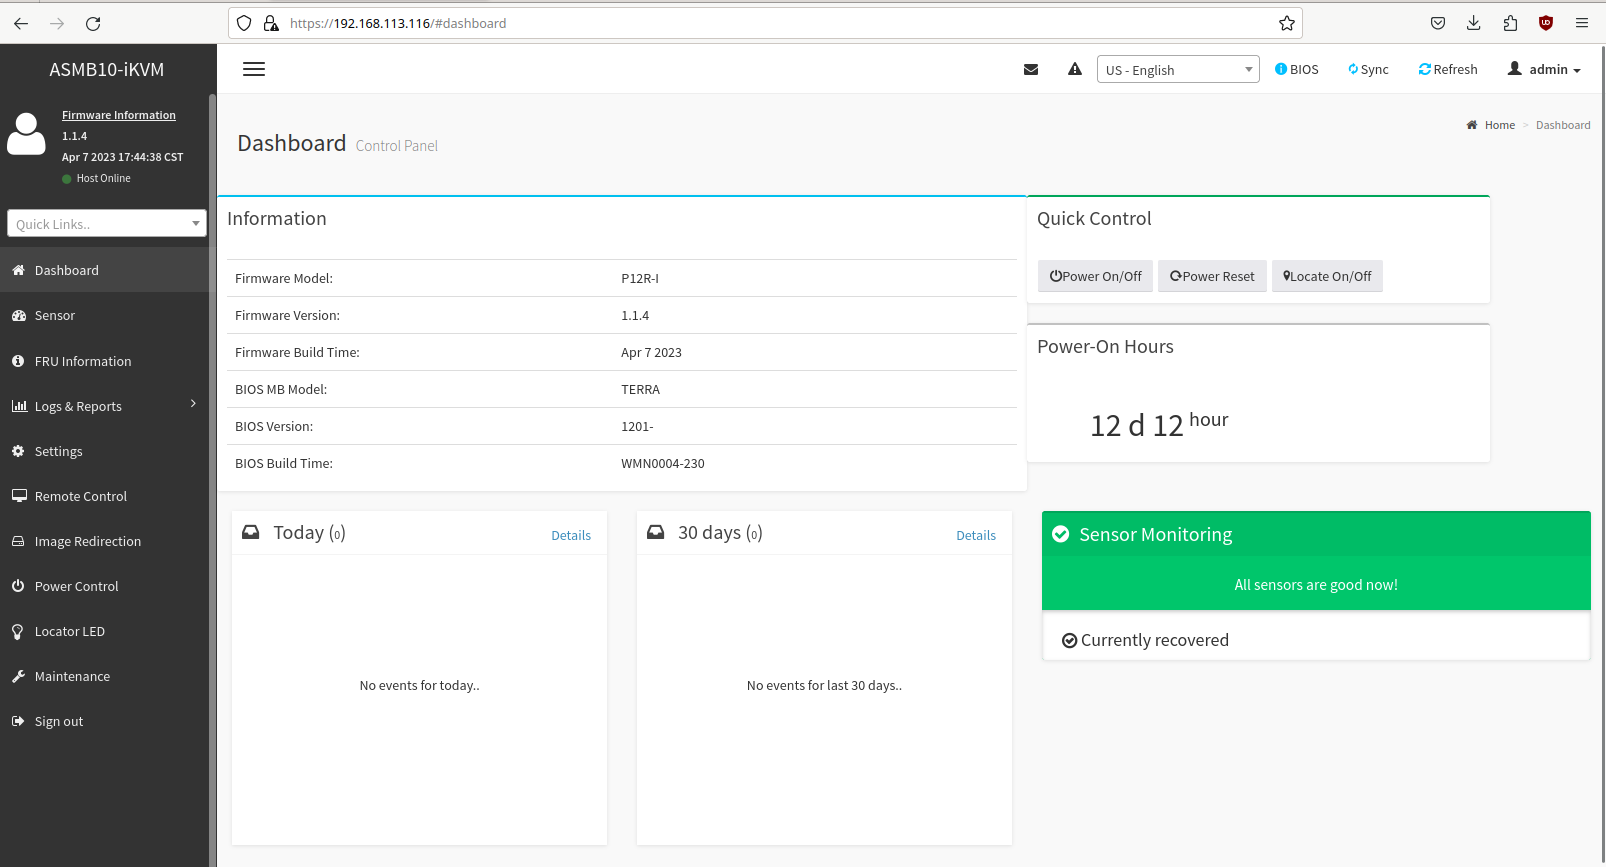 https://192.168.113.116/#dashboard
ASMB10-iKVM
US - English
BIOS
Sync
Refresh
admin
Firmware Information
1.1.4
Apr 7 2023 17:44:38 CST
Host Online
Quick Links..
Dashboard
Sensor
FRU Information
Logs & Reports
Settings
Remote Control
Image Redirection
Power Control
Locator LED
Maintenance
Sign out
Dashboard Control Panel
Home > Dashboard
Information
Firmware Model: P12R-I
Firmware Version: 1.1.4
Firmware Build Time: Apr 7 2023
BIOS MB Model: TERRA
BIOS Version: 1201-
BIOS Build Time: WMN0004-230
Quick Control
Power On/Off Power Reset Locate On/Off
Power-On Hours
12 d 12 hour
Today (0) Details
No events for today..
30 days (0) Details
No events for last 30 days..
Sensor Monitoring
All sensors are good now!
Currently recovered